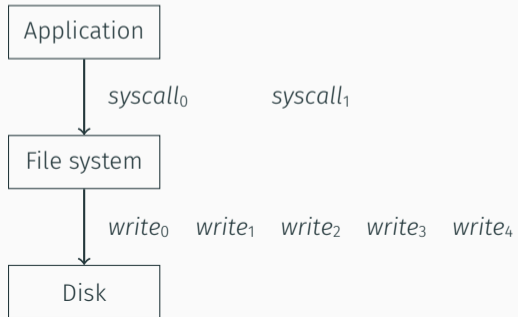 Application
syscall₀ syscall₁
File system
write₀ write₁ write₂ write₃ write₄
Disk